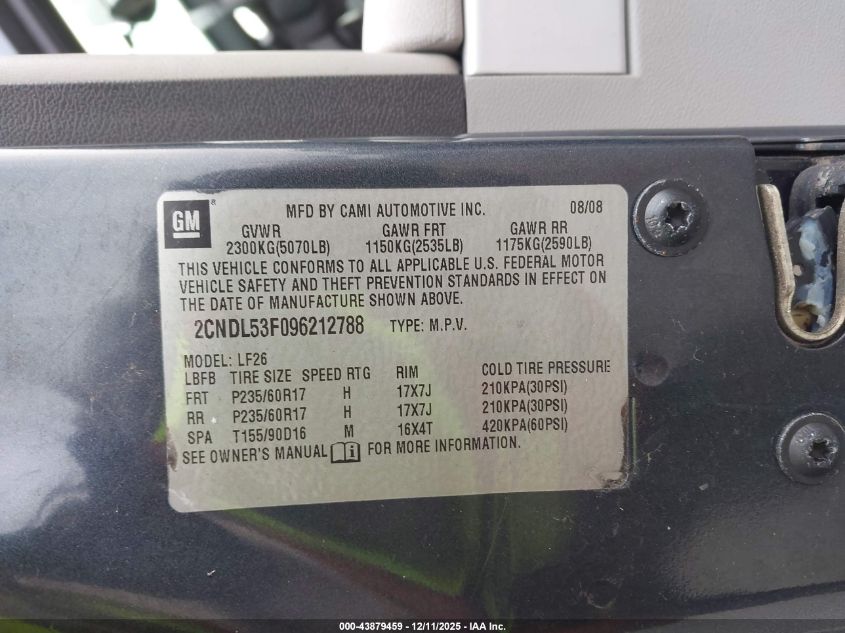 GM
®
MFD BY CAMI AUTOMOTIVE INC. 08/08
GVWR GAWR FRT GAWR RR
2300KG(5070LB) 1150KG(2535LB) 1175KG(2590LB)
THIS VEHICLE CONFORMS TO ALL APPLICABLE U.S. FEDERAL MOTOR
VEHICLE SAFETY AND THEFT PREVENTION STANDARDS IN EFFECT ON
THE DATE OF MANUFACTURE SHOWN ABOVE.
2CNDL53F096212788 TYPE: M.P.V.
MODEL: LF26
LBFB TIRE SIZE SPEED RTG RIM COLD TIRE PRESSURE
FRT P235/60R17 H 17X7J 210KPA(30PSI)
RR P235/60R17 H 17X7J 210KPA(30PSI)
SPA T155/90D16 M 16X4T 420KPA(60PSI)
SEE OWNER'S MANUAL i FOR MORE INFORMATION.
000-43879459 - 12/11/2025 - IAA Inc.